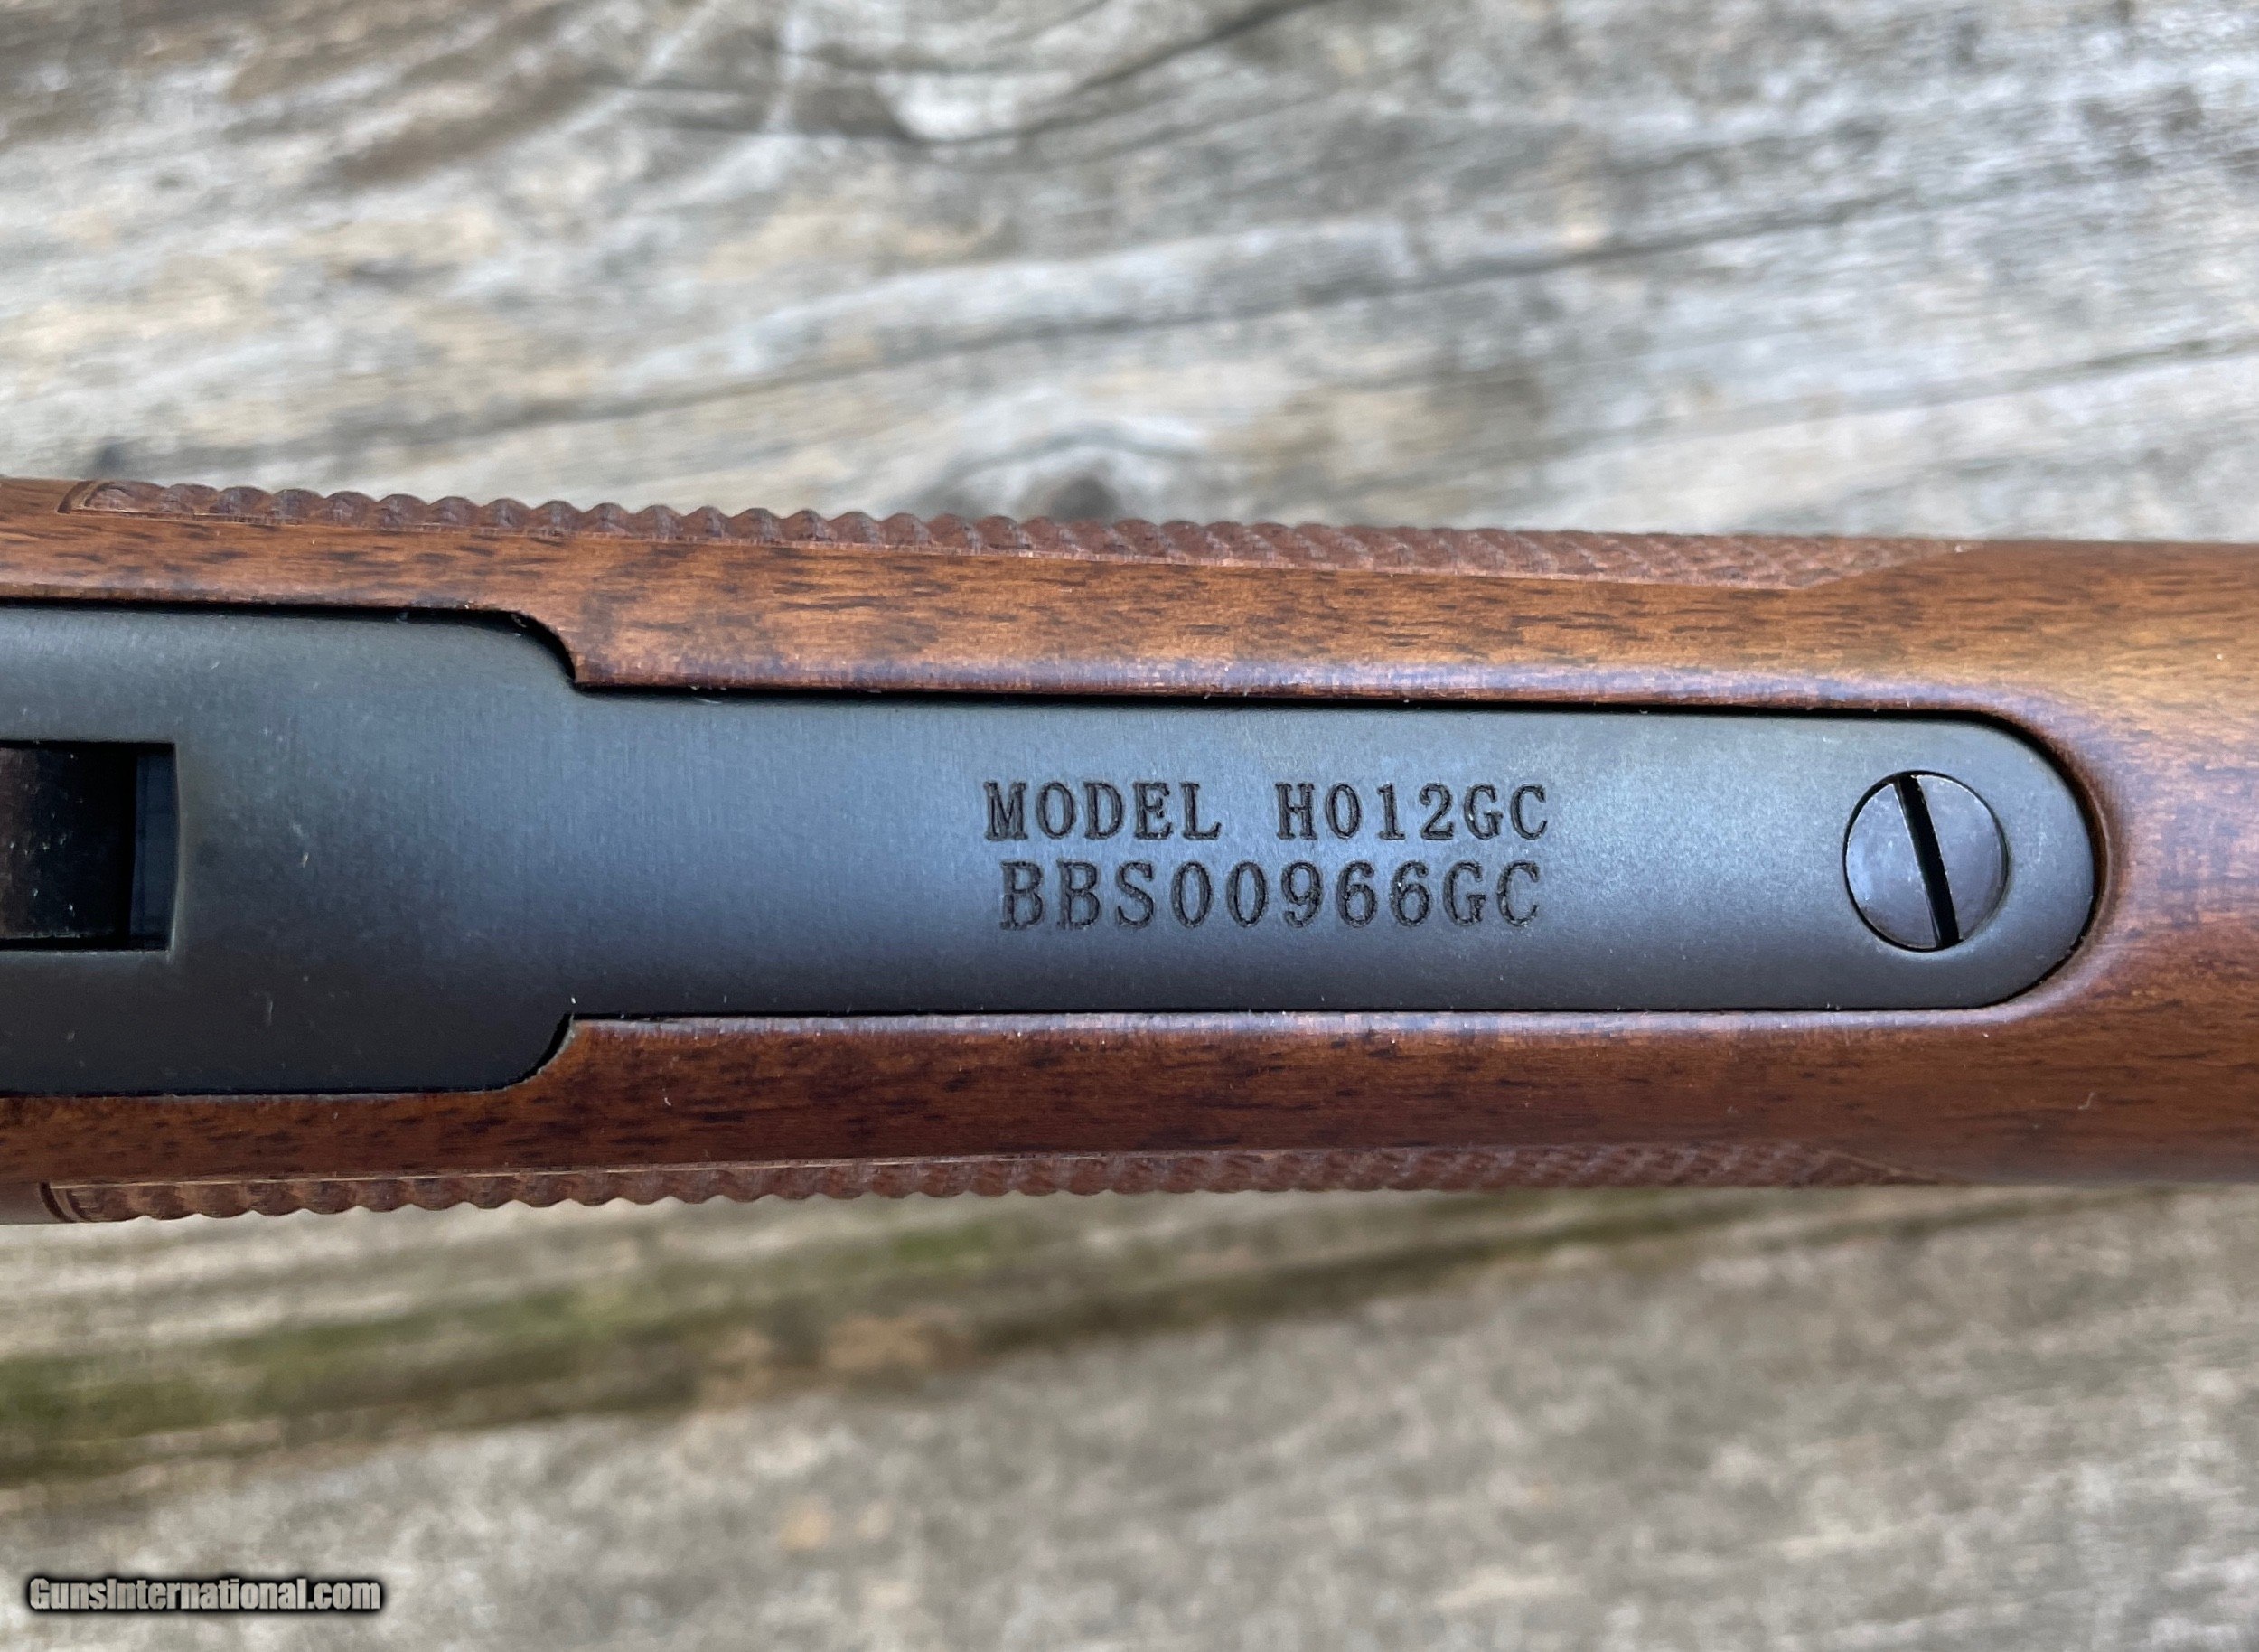 MODEL H012GC
BBS00966GC
GunsInternational.com